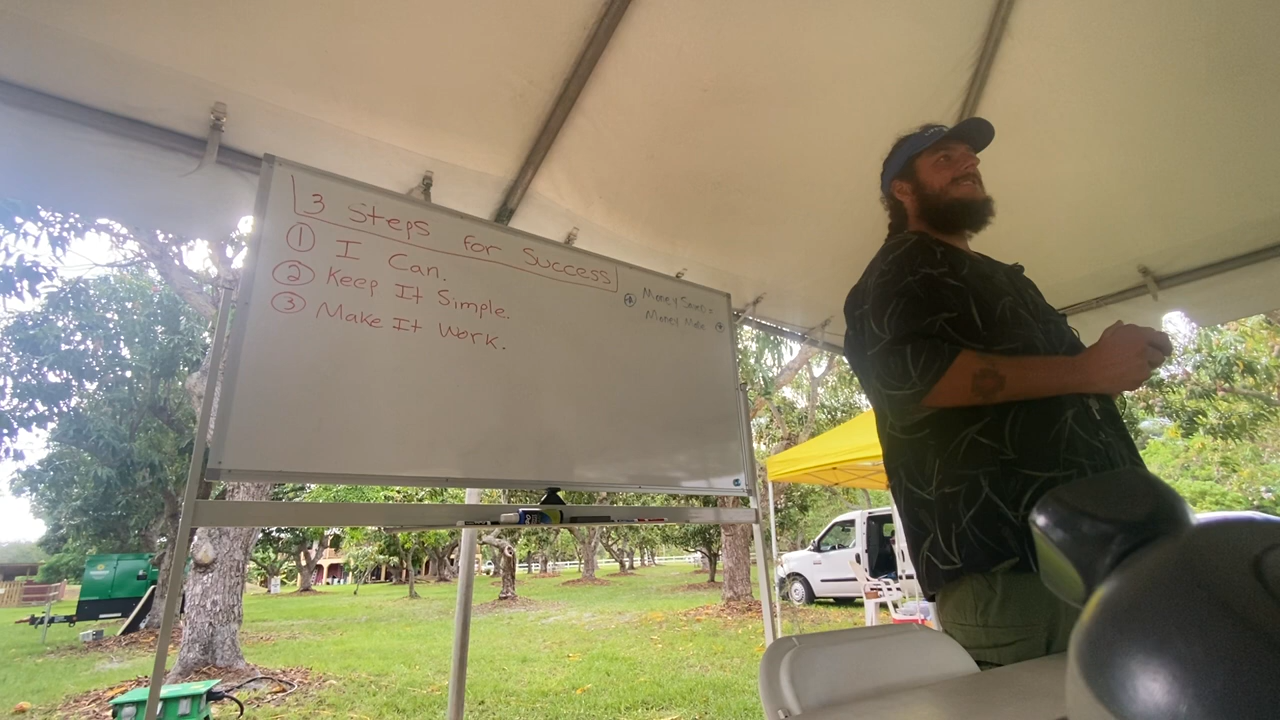 3 Steps for Success
① I Can.
② Keep It Simple.
③ Make It Work.
Money Saved =
Money Made